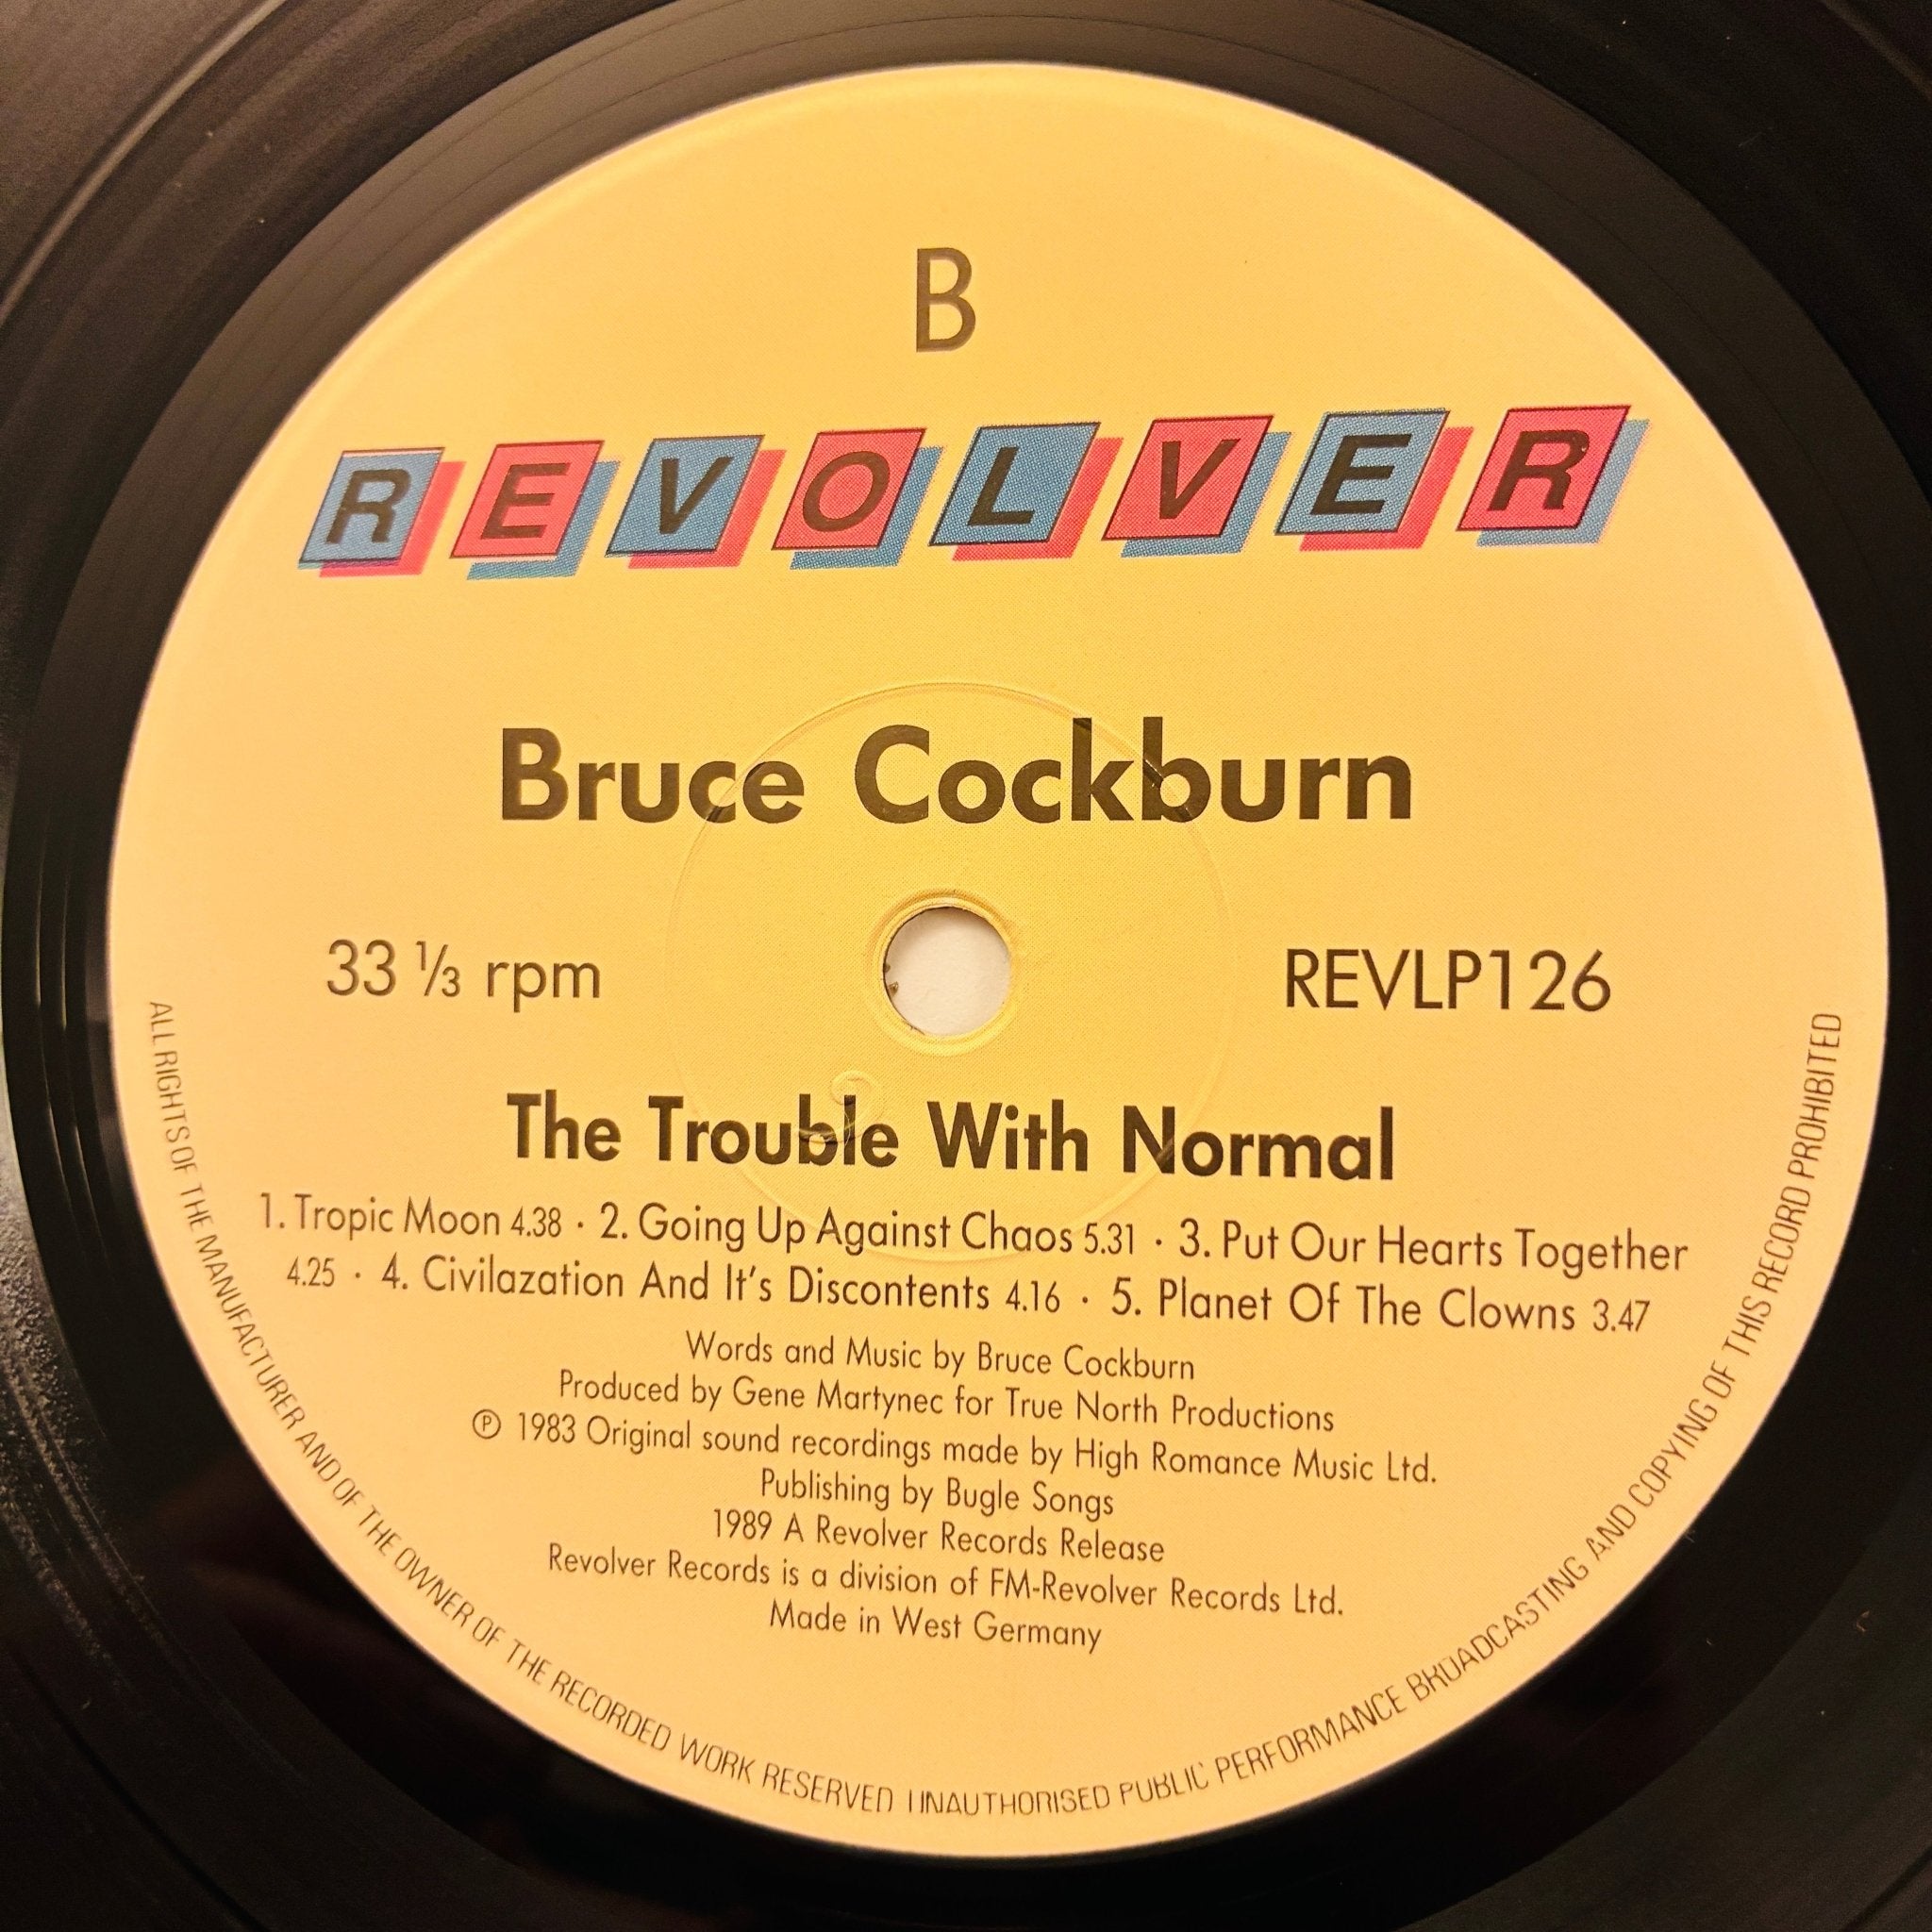 B
REVOLVER
Bruce Cockburn
33 ⅓ rpm
REVLP126
The Trouble With Normal
1. Tropic Moon 4.38 · 2. Going Up Against Chaos 5.31 · 3. Put Our Hearts Together
4.25 · 4. Civilazation And It's Discontents 4.16 · 5. Planet Of The Clowns 3.47
Words and Music by Bruce Cockburn
Produced by Gene Martynec for True North Productions
℗ 1983 Original sound recordings made by High Romance Music Ltd.
Publishing by Bugle Songs
1989 A Revolver Records Release
Revolver Records is a division of FM-Revolver Records Ltd.
Made in West Germany
ALL RIGHTS OF THE MANUFACTURER AND OF THE OWNER OF THE RECORDED WORK RESERVED UNAUTHORISED PUBLIC PERFORMANCE BROADCASTING AND COPYING OF THIS RECORD PROHIBITED